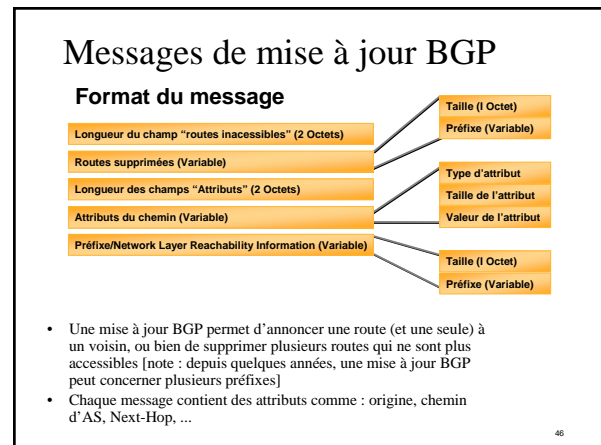 Messages de mise à jour BGP
Format du message
Longueur du champ “routes inacessibles” (2 Octets)
Routes supprimées (Variable)
Longueur des champs “Attributs” (2 Octets)
Attributs du chemin (Variable)
Préfixe/Network Layer Reachability Information (Variable)
Taille (I Octet)
Préfixe (Variable)
Type d’attribut
Taille de l’attribut
Valeur de l’attribut
Taille (I Octet)
Préfixe (Variable)
• Une mise à jour BGP permet d’annoncer une route (et une seule) à
un voisin, ou bien de supprimer plusieurs routes qui ne sont plus
accessibles [note : depuis quelques années, une mise à jour BGP
peut concerner plusieurs préfixes]
• Chaque message contient des attributs comme : origine, chemin
d’AS, Next-Hop, ...
46